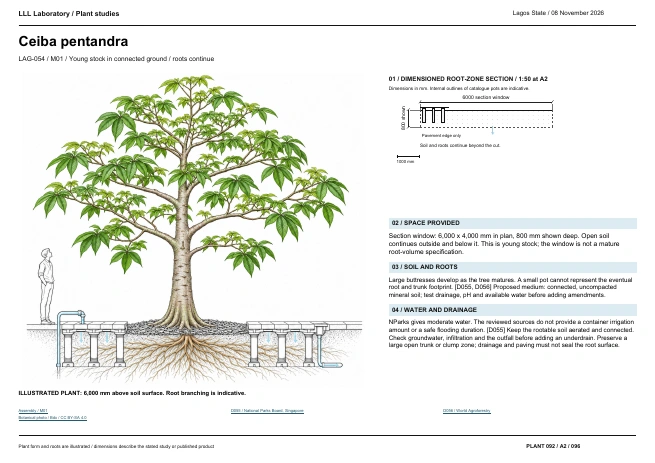 LLL Laboratory / Plant studies
Lagos State / 08 November 2026
Ceiba pentandra
LAG-054 / M01 / Young stock in connected ground / roots continue
01 / DIMENSIONED ROOT-ZONE SECTION / 1:50 at A2
Dimensions in mm. Internal outlines of catalogue pots are indicative.
6000 section window
800 shown
Pavement edge only
Soil and roots continue beyond the cut.
1000 mm
02 / SPACE PROVIDED
Section window: 6,000 x 4,000 mm in plan, 800 mm shown deep. Open soil
continues outside and below it. This is young stock; the window is not a mature
root-volume specification.
03 / SOIL AND ROOTS
Large buttresses develop as the tree matures. A small pot cannot represent the eventual
root and trunk footprint. [D055, D056] Proposed medium: connected, uncompacted
mineral soil; test drainage, pH and available water before adding amendments.
04 / WATER AND DRAINAGE
NParks gives moderate water. The reviewed sources do not provide a container irrigation
amount or a safe flooding duration. [D055] Keep the rootable soil aerated and connected.
Check groundwater, infiltration and the outfall before adding an underdrain. Preserve a
large open trunk or clump zone; drainage and paving must not seal the root surface.
ILLUSTRATED PLANT: 6,000 mm above soil surface. Root branching is indicative.
Assembly / M01
D055 / National Parks Board, Singapore
D056 / World Agroforestry
Botanical photo / CC BY-SA 4.0
Plant form and roots are illustrated / dimensions describe the stated study or published product
PLANT 092 / A2 / 096